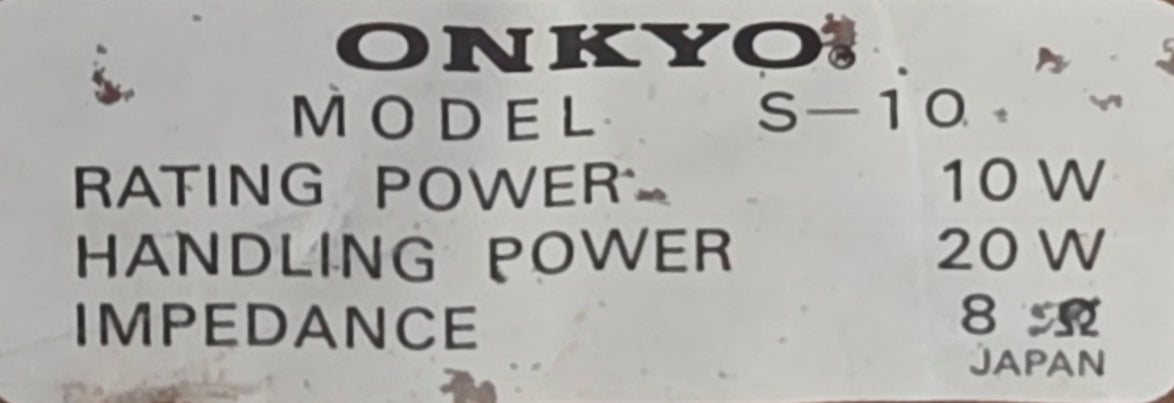 ONKYO®
MODEL S-10
RATING POWER 10 W
HANDLING POWER 20 W
IMPEDANCE 8 Ω
JAPAN